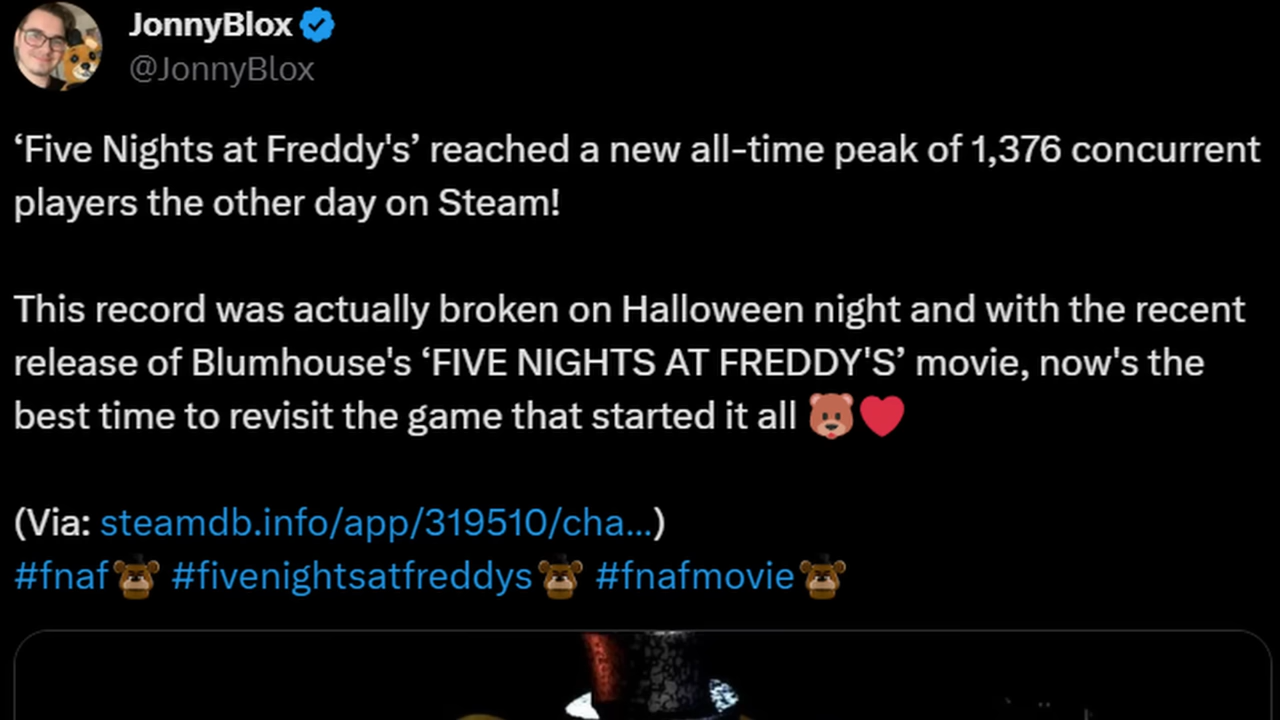 JonnyBlox
@JonnyBlox
‘Five Nights at Freddy's’ reached a new all-time peak of 1,376 concurrent
players the other day on Steam!
This record was actually broken on Halloween night and with the recent
release of Blumhouse's ‘FIVE NIGHTS AT FREDDY'S’ movie, now's the
best time to revisit the game that started it all 🐻❤️
(Via: steamdb.info/app/319510/cha...)
#fnaf #fivenightsatfreddys #fnafmovie